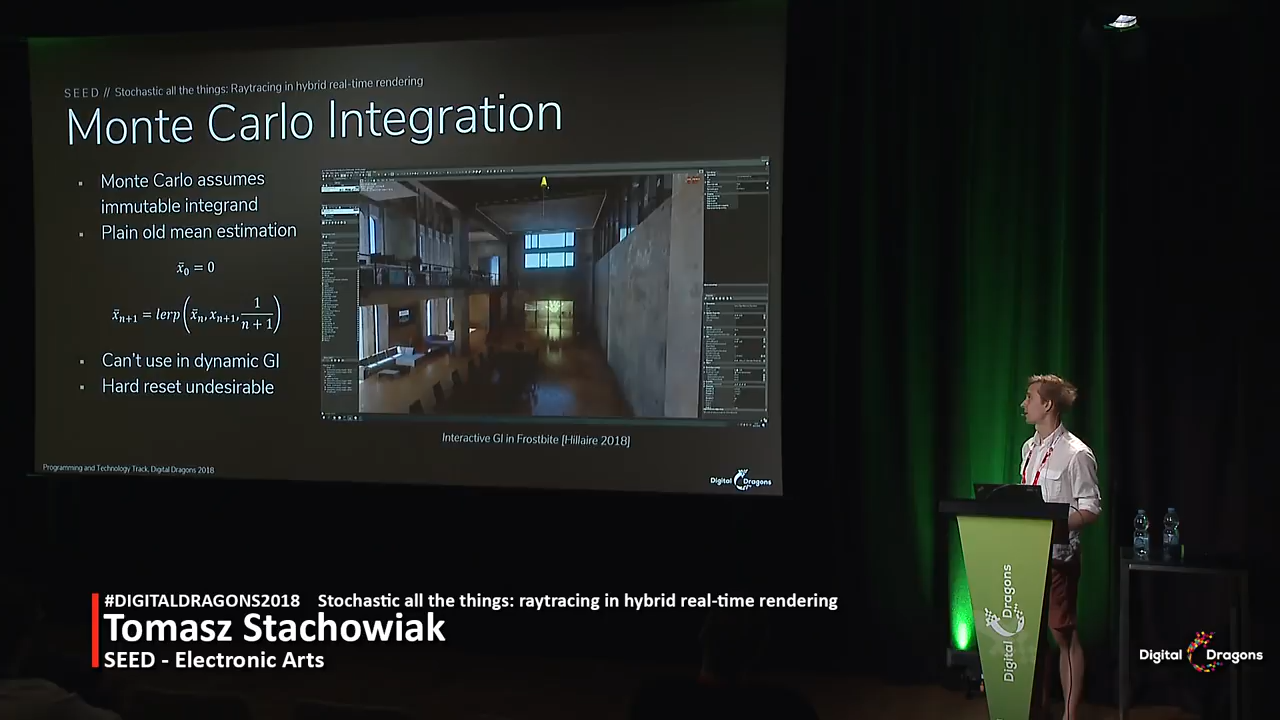 SEED // Stochastic all the things: Raytracing in hybrid real-time rendering
Monte Carlo Integration
▪ Monte Carlo assumes
immutable integrand
▪ Plain old mean estimation
x̄₀ = 0
x̄ₙ₊₁ = lerp(x̄ₙ, xₙ₊₁, 1/(n + 1))
▪ Can't use in dynamic GI
▪ Hard reset undesirable
Interactive GI in Frostbite [Hillaire 2018]
Programming and Technology Track, Digital Dragons 2018
Digital Dragons
Digital Dragons
#DIGITALDRAGONS2018 Stochastic all the things: raytracing in hybrid real-time rendering
Tomasz Stachowiak
SEED - Electronic Arts
Digital Dragons